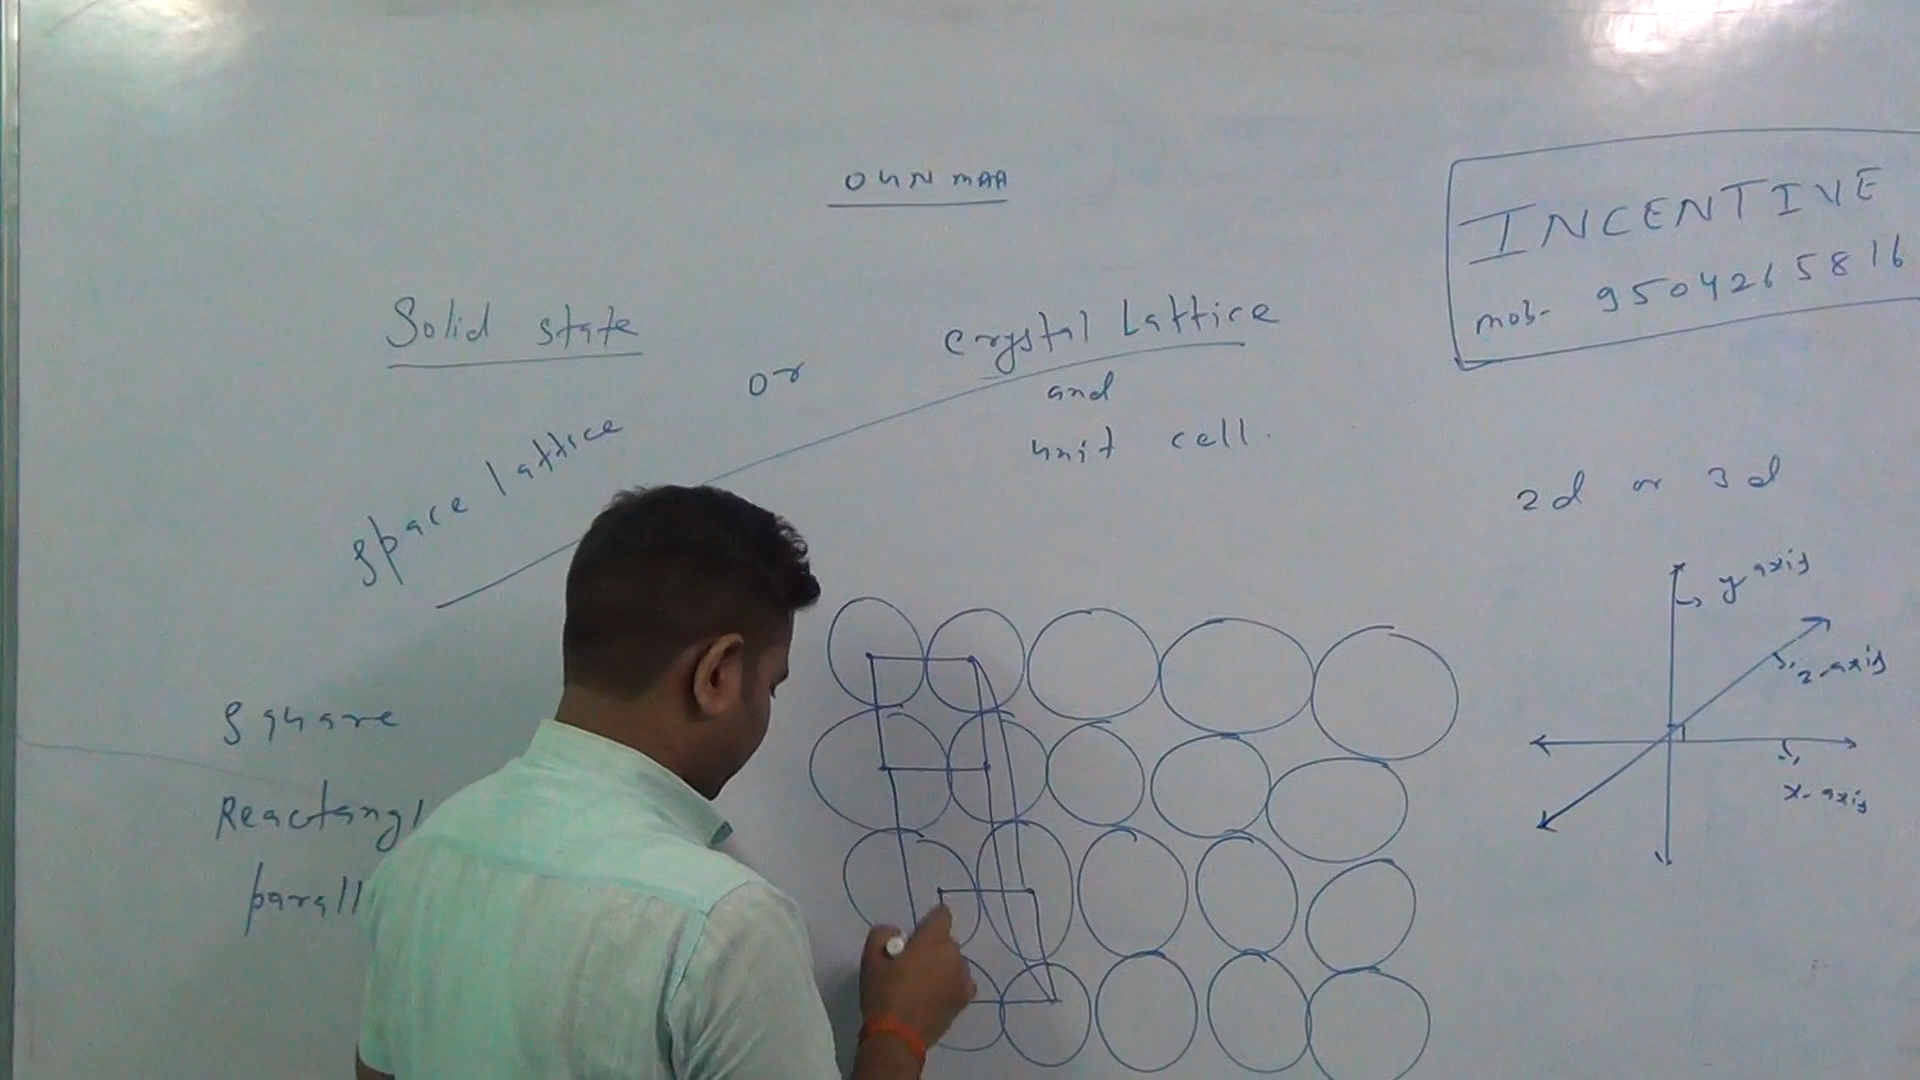 OUN MAA
INCENTIVE
mob- 9504265816
Solid state
or
Crystal Lattice
and
unit cell.
space lattice
2d or 3d
y axis
z-axis
x-axis
Square
Reactangl
parall